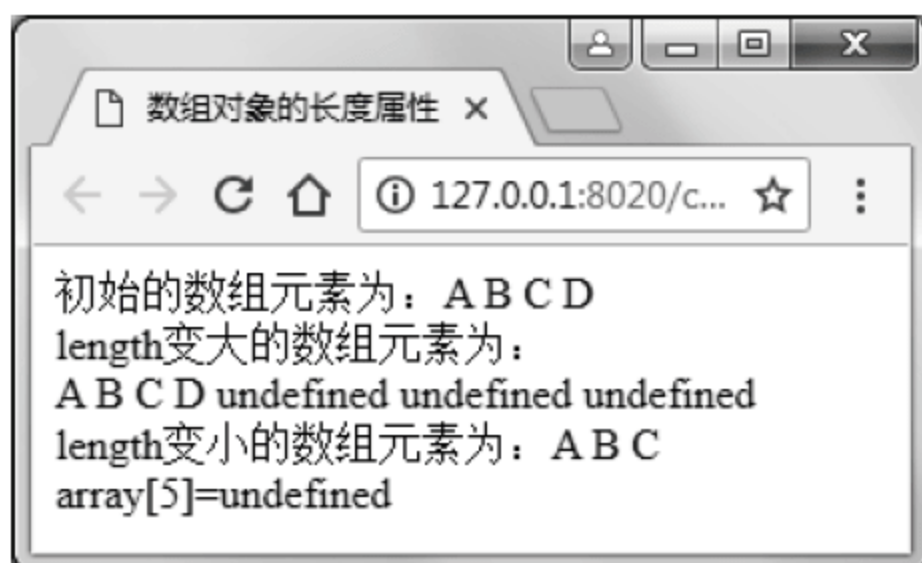 数组对象的长度属性
127.0.0.1:8020/c...
初始的数组元素为：A B C D
length变大的数组元素为：
A B C D undefined undefined undefined
length变小的数组元素为：A B C
array[5]=undefined